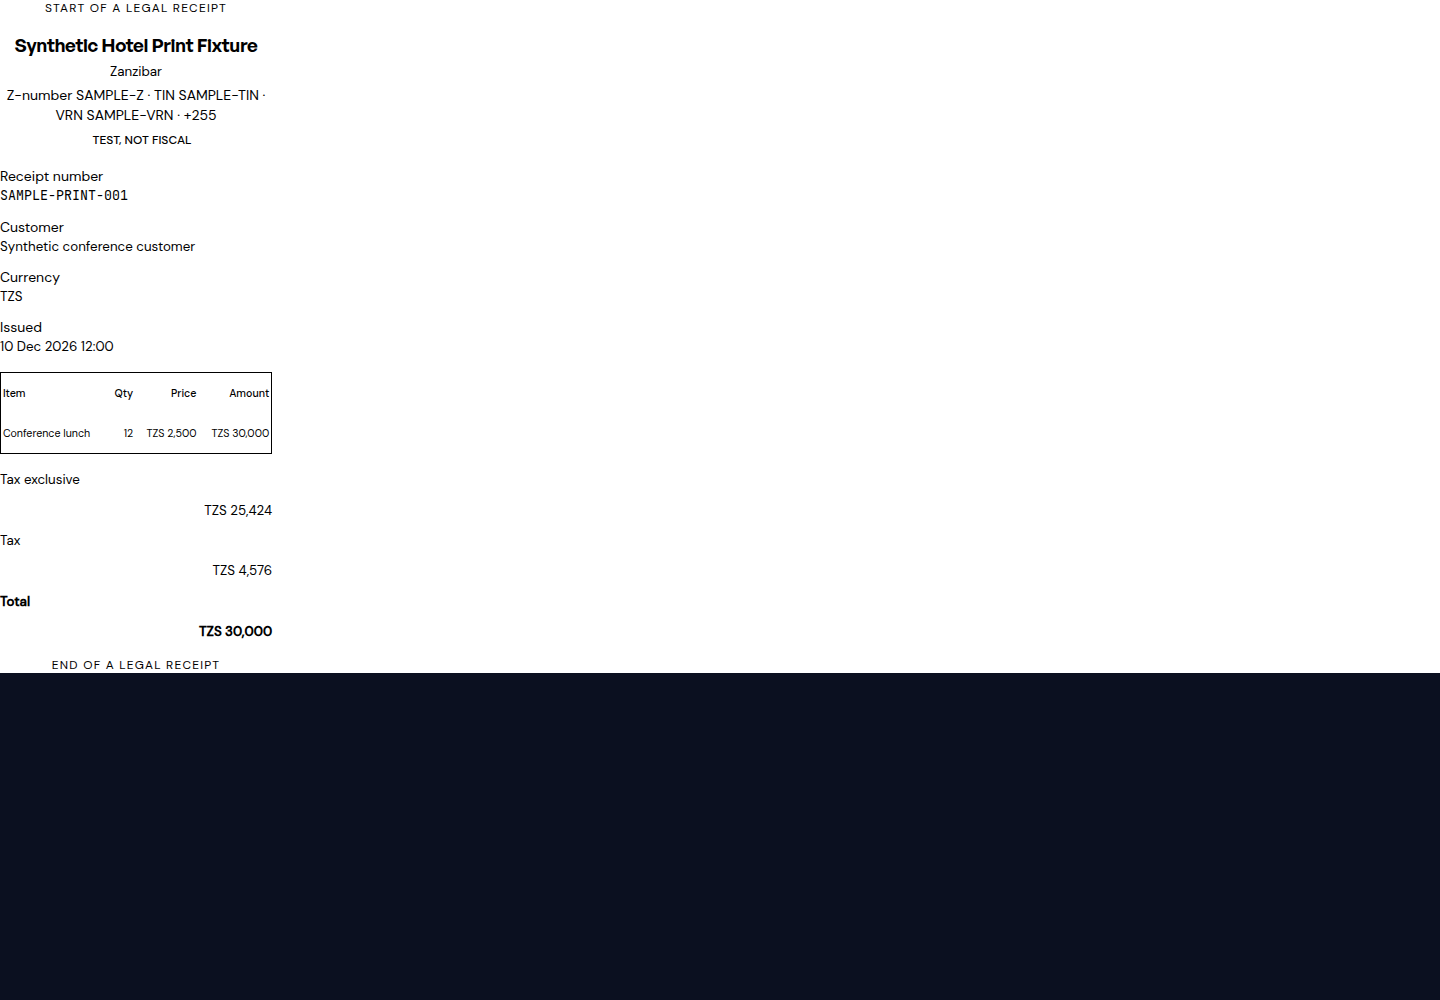 START OF A LEGAL RECEIPT
Synthetic Hotel Print Fixture
Zanzibar
Z-number SAMPLE-Z · TIN SAMPLE-TIN ·
VRN SAMPLE-VRN · +255
TEST, NOT FISCAL
Receipt number
SAMPLE-PRINT-001
Customer
Synthetic conference customer
Currency
TZS
Issued
10 Dec 2026 12:00
Item Qty Price Amount
Conference lunch 12 TZS 2,500 TZS 30,000
Tax exclusive
TZS 25,424
Tax
TZS 4,576
Total
TZS 30,000
END OF A LEGAL RECEIPT